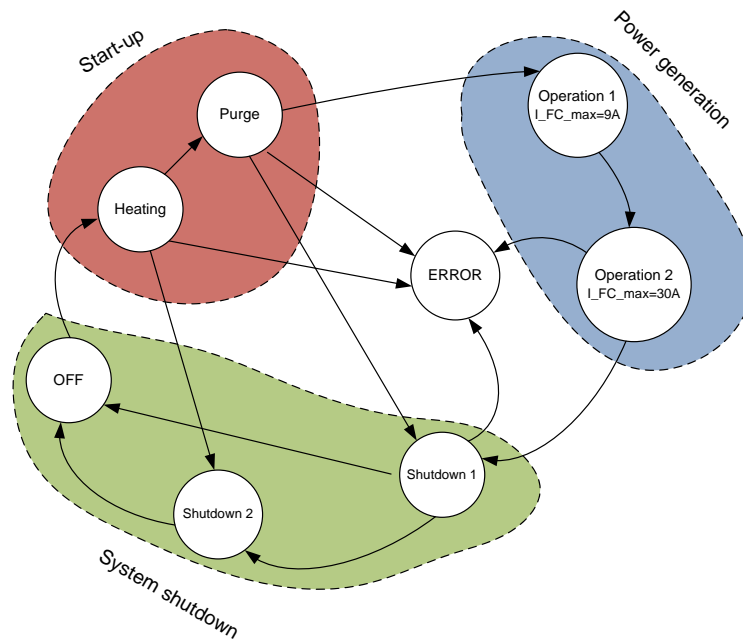 Start-up
Power generation
Purge
Operation 1
I_FC_max=9A
Heating
ERROR
Operation 2
I_FC_max=30A
OFF
Shutdown 1
Shutdown 2
System shutdown